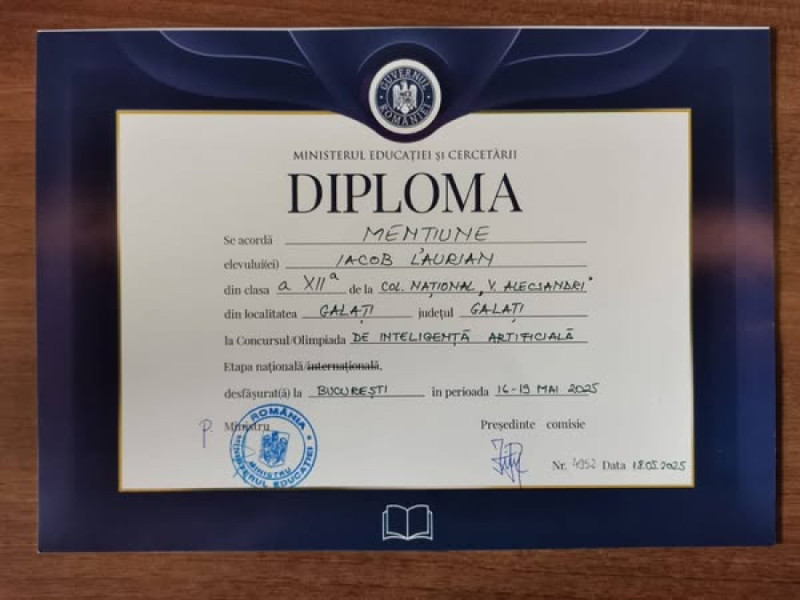 GUVERNUL ROMÂNIEI
MINISTERUL EDUCAȚIEI ȘI CERCETĂRII
DIPLOMA
Se acordă MENȚIUNE
elevului(ei) IACOB LAURIAN
din clasa a XII a de la COL. NAȚIONAL „V. ALECSANDRI"
din localitatea GALAȚI județul GALAȚI
la Concursul/Olimpiada DE INTELIGENȚĂ ARTIFICIALĂ
Etapa națională/internațională,
desfășurat(ă) la BUCUREȘTI în perioada 16-19 MAI 2025
P. Ministru Președinte comisie
ROMÂNIA
MINISTERUL EDUCAȚIEI
MINISTRU
Nr. 4952 Data 18.05.2025